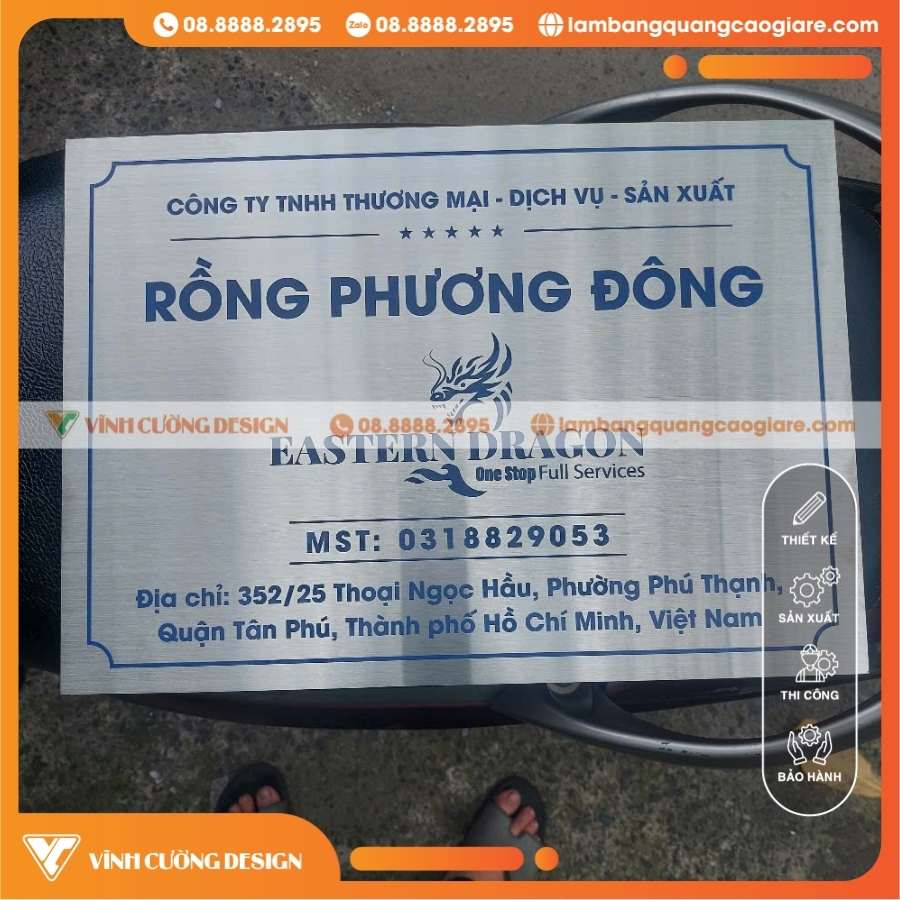 08.8888.2895 Zalo 08.8888.2895 lambangquangcaogiare.com
CÔNG TY TNHH THƯƠNG MẠI - DỊCH VỤ - SẢN XUẤT
RỒNG PHƯƠNG ĐÔNG
VĨNH CƯỜNG DESIGN 08.8888.2895 lambangquangcaogiare.com
EASTERN DRAGON
One Stop Full Services
MST: 0318829053
Địa chỉ: 352/25 Thoại Ngọc Hầu, Phường Phú Thạnh,
Quận Tân Phú, Thành phố Hồ Chí Minh, Việt Nam
THIẾT KẾ
SẢN XUẤT
THI CÔNG
BẢO HÀNH
VĨNH CƯỜNG DESIGN